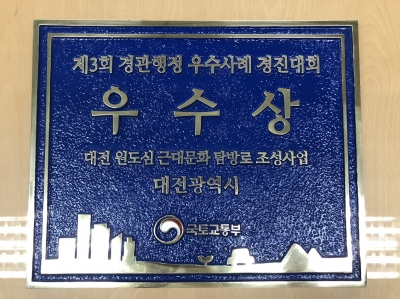 제3회 경관행정 우수사례 경진대회
우수상
대전 원도심 근대문화 탐방로 조성사업
대전광역시
국토교통부